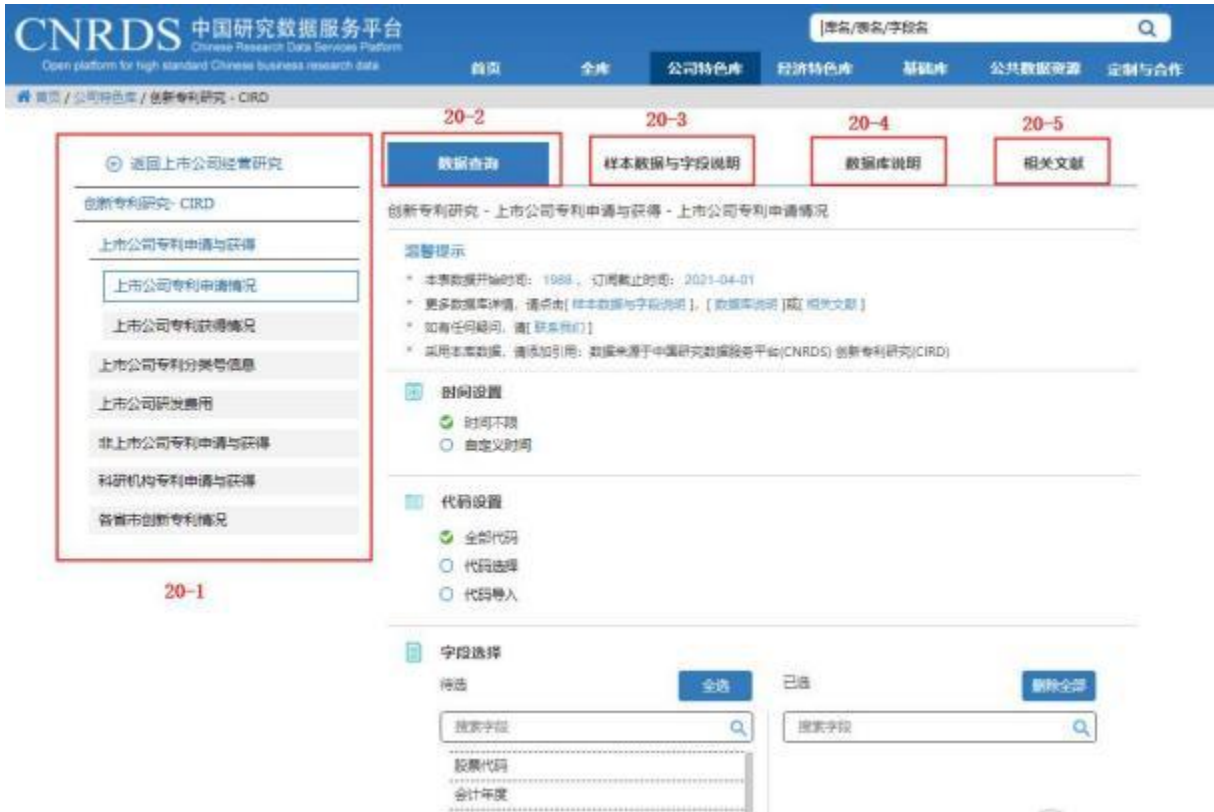 CNRDS 中国研究数据服务平台
Chinese Research Data Services Platform
Open platform for high standard Chinese business research data
库名/表名/字段名
首页 全库 公司特色库 经济特色库 基础库 公共数据资源 定制与合作
首页 / 公司特色库 / 创新专利研究 - CIRD
20-2 20-3 20-4 20-5
返回上市公司经营研究
数据查询 样本数据与字段说明 数据库说明 相关文献
创新专利研究- CIRD
创新专利研究 - 上市公司专利申请与获得 - 上市公司专利申请情况
上市公司专利申请与获得
上市公司专利申请情况
上市公司专利获得情况
上市公司专利分类号信息
上市公司研发费用
非上市公司专利申请与获得
科研机构专利申请与获得
各省市创新专利情况
20-1
温馨提示
* 本表数据开始时间: 1988 , 订阅截止时间: 2021-04-01
* 更多数据库详情, 请点击[ 样本数据与字段说明 ], [ 数据库说明 ]或[ 相关文献 ]
* 如有任何疑问, 请[ 联系我们 ]
* 采用本库数据, 请添加引用: 数据来源于中国研究数据服务平台(CNRDS) 创新专利研究(CIRD)
时间设置
时间不限
自定义时间
代码设置
全部代码
代码选择
代码导入
字段选择
待选 全选 已选 删除全部
搜索字段 搜索字段
股票代码
会计年度